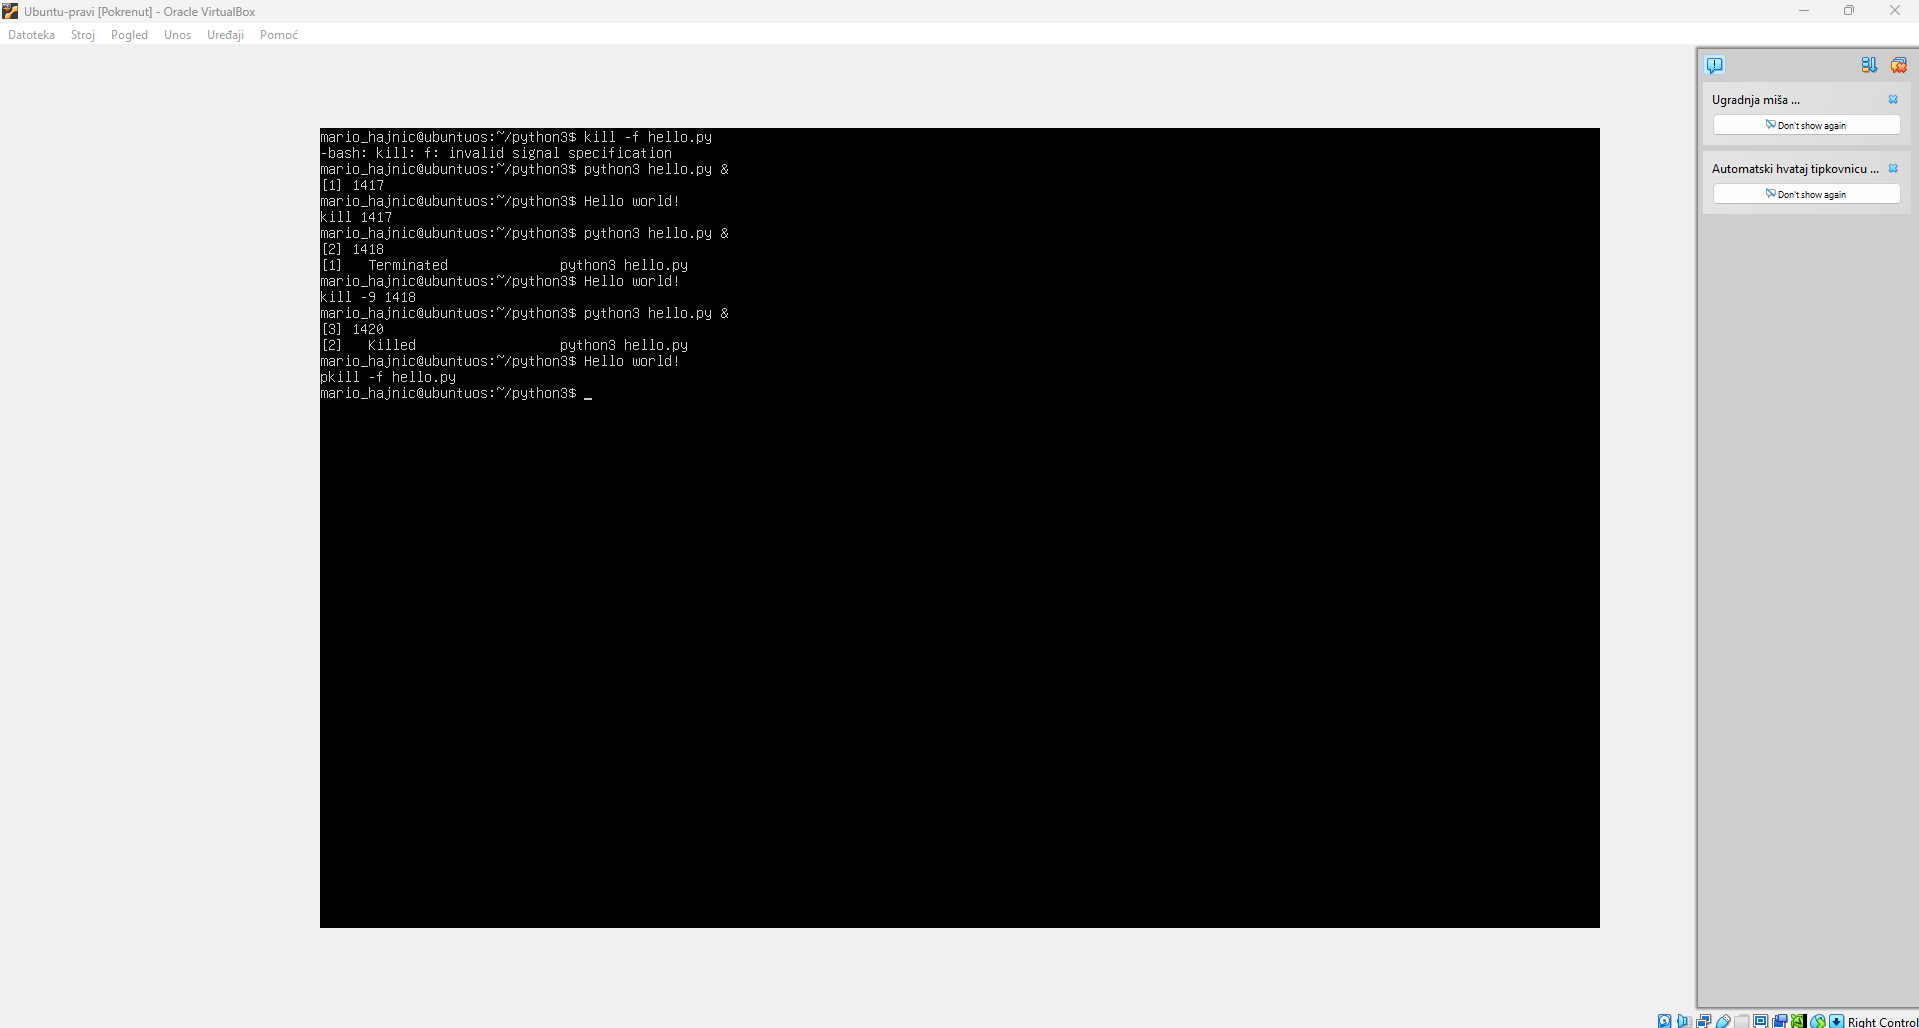 Ubuntu-pravi [Pokrenut] - Oracle VirtualBox
Datoteka Stroj Pogled Unos Uređaji Pomoć
mario_hajnic@ubuntuos:~/python3$ kill -f hello.py
-bash: kill: f: invalid signal specification
mario_hajnic@ubuntuos:~/python3$ python3 hello.py &
[1] 1417
mario_hajnic@ubuntuos:~/python3$ Hello world!
kill 1417
mario_hajnic@ubuntuos:~/python3$ python3 hello.py &
[2] 1418
[1]   Terminated              python3 hello.py
mario_hajnic@ubuntuos:~/python3$ Hello world!
kill -9 1418
mario_hajnic@ubuntuos:~/python3$ python3 hello.py &
[3] 1420
[2]   Killed                  python3 hello.py
mario_hajnic@ubuntuos:~/python3$ Hello world!
pkill -f hello.py
mario_hajnic@ubuntuos:~/python3$ _
Ugradnja miša ...
Don't show again
Automatski hvataj tipkovnicu ...
Don't show again
Right Control